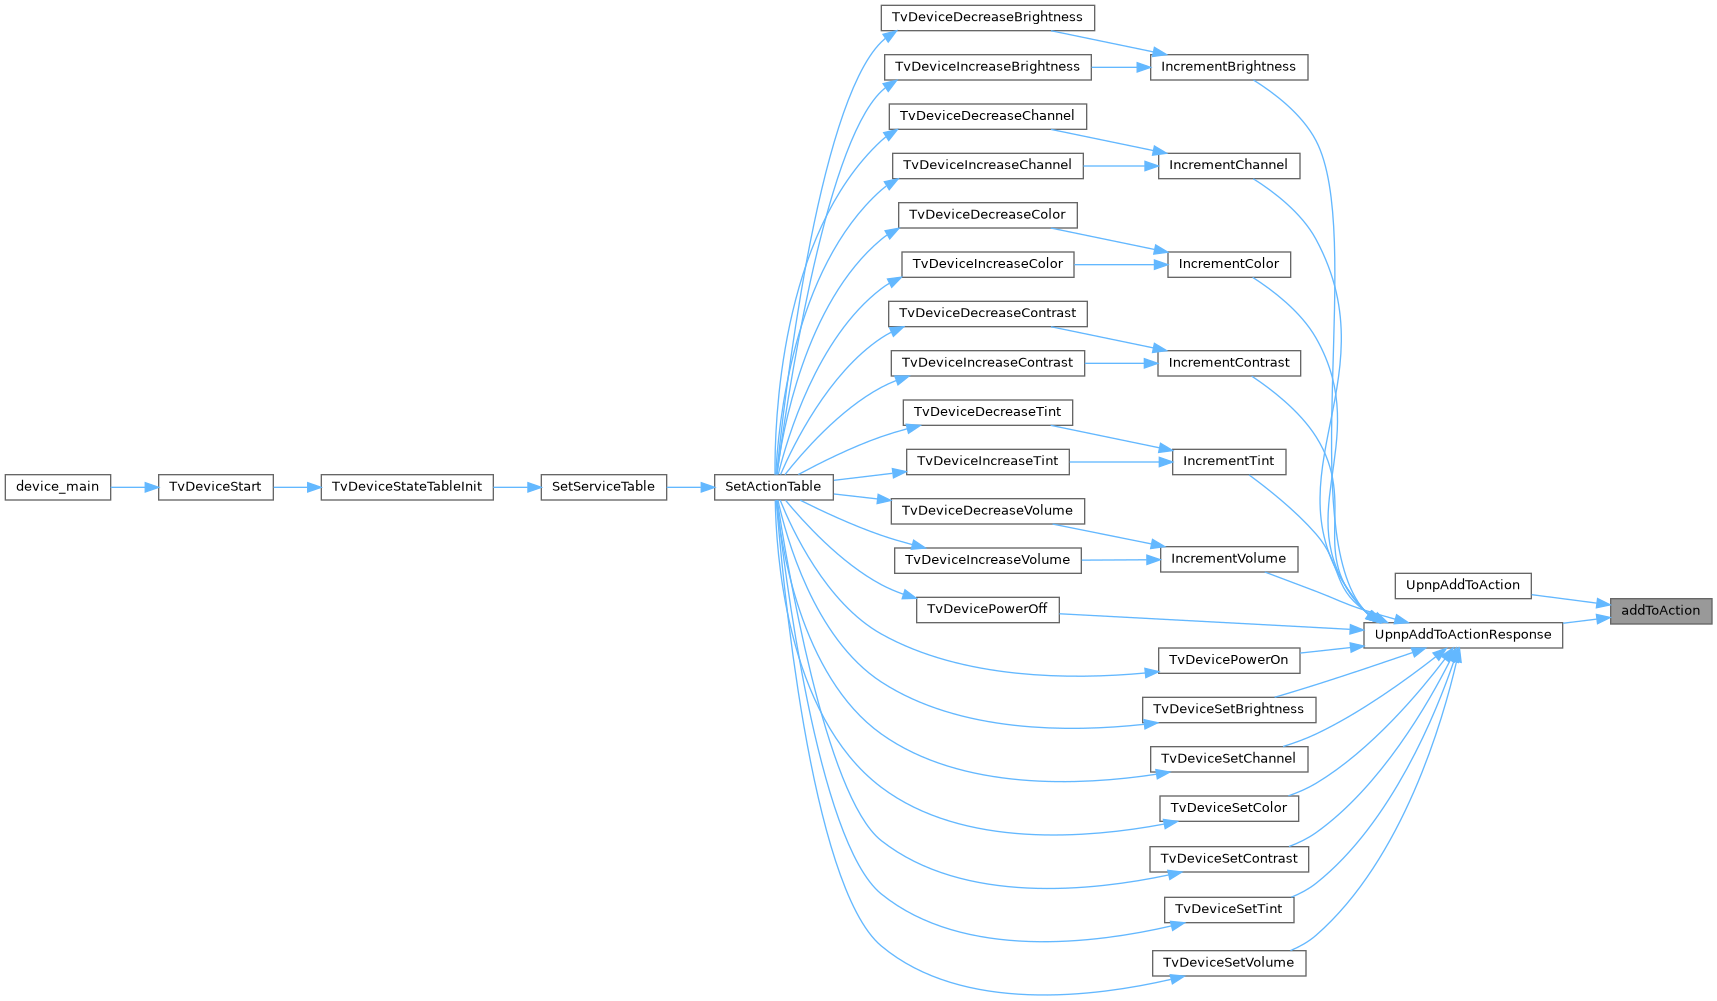 TvDeviceDecreaseBrightness
TvDeviceIncreaseBrightness
IncrementBrightness
TvDeviceDecreaseChannel
TvDeviceIncreaseChannel
IncrementChannel
TvDeviceDecreaseColor
TvDeviceIncreaseColor
IncrementColor
TvDeviceDecreaseContrast
TvDeviceIncreaseContrast
IncrementContrast
TvDeviceDecreaseTint
TvDeviceIncreaseTint
IncrementTint
device_main
TvDeviceStart
TvDeviceStateTableInit
SetServiceTable
SetActionTable
TvDeviceDecreaseVolume
TvDeviceIncreaseVolume
IncrementVolume
UpnpAddToAction
TvDevicePowerOff
addToAction
UpnpAddToActionResponse
TvDevicePowerOn
TvDeviceSetBrightness
TvDeviceSetChannel
TvDeviceSetColor
TvDeviceSetContrast
TvDeviceSetTint
TvDeviceSetVolume